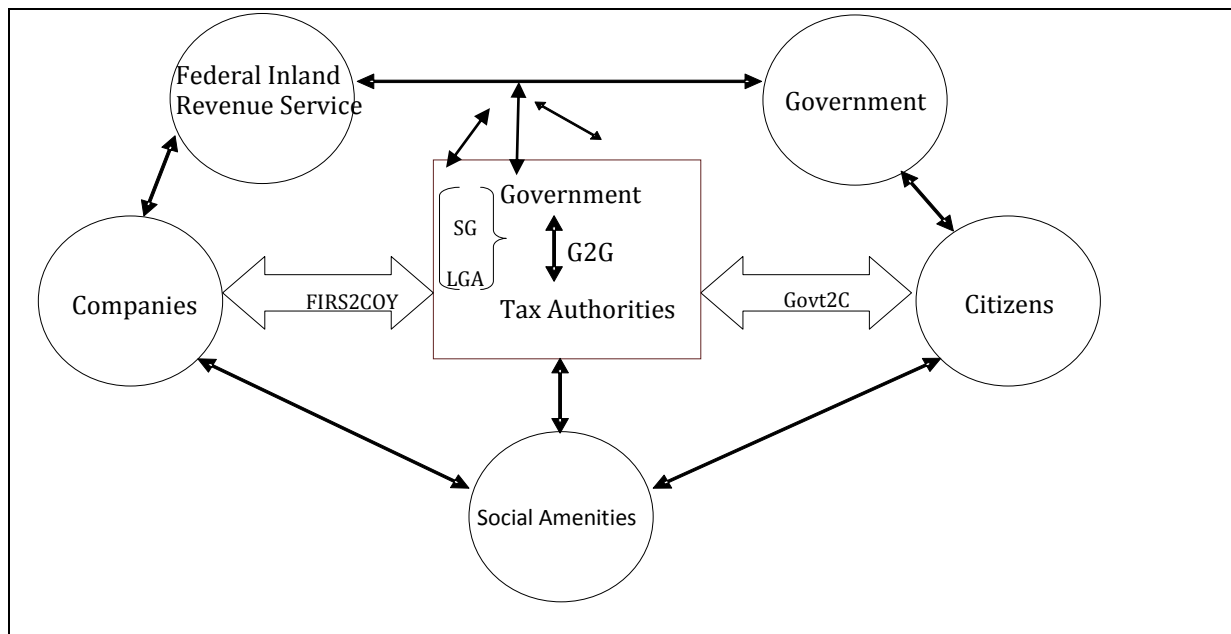 Federal Inland
Revenue Service
Government
Government
SG
G2G
LGA
Companies
FIRS2COY
Tax Authorities
Govt2C
Citizens
Social Amenities